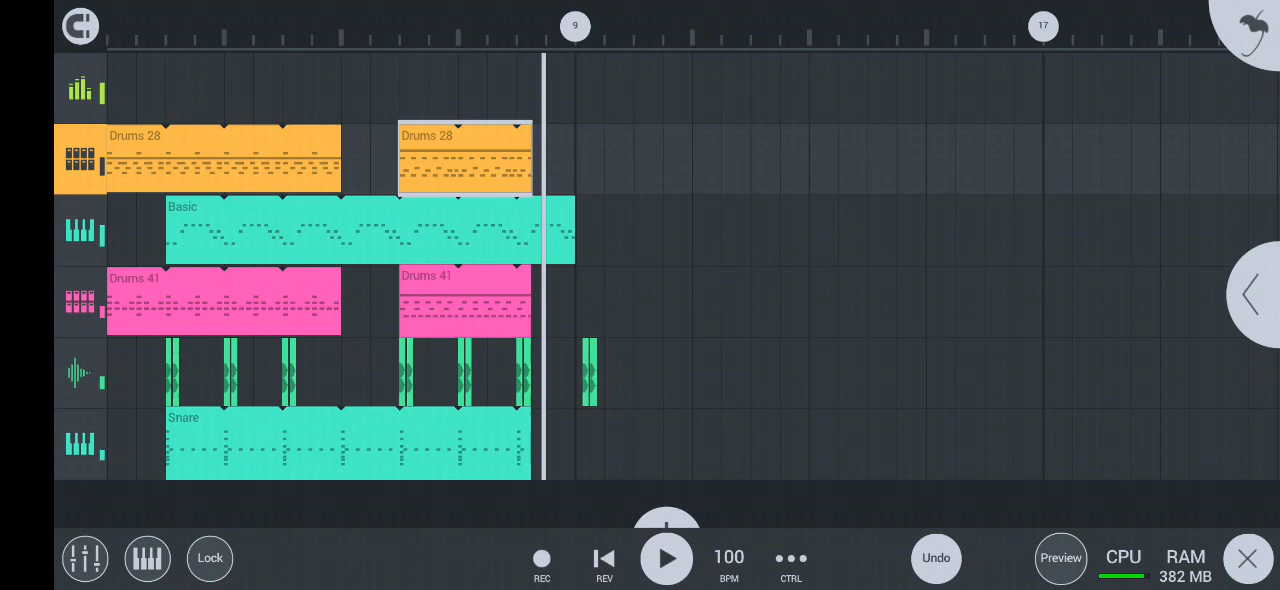 9
17
Drums 28
Drums 28
Basic
Drums 41
Drums 41
Snare
Lock
REC
REV
100
BPM
CTRL
Undo
Preview
CPU
RAM
382 MB